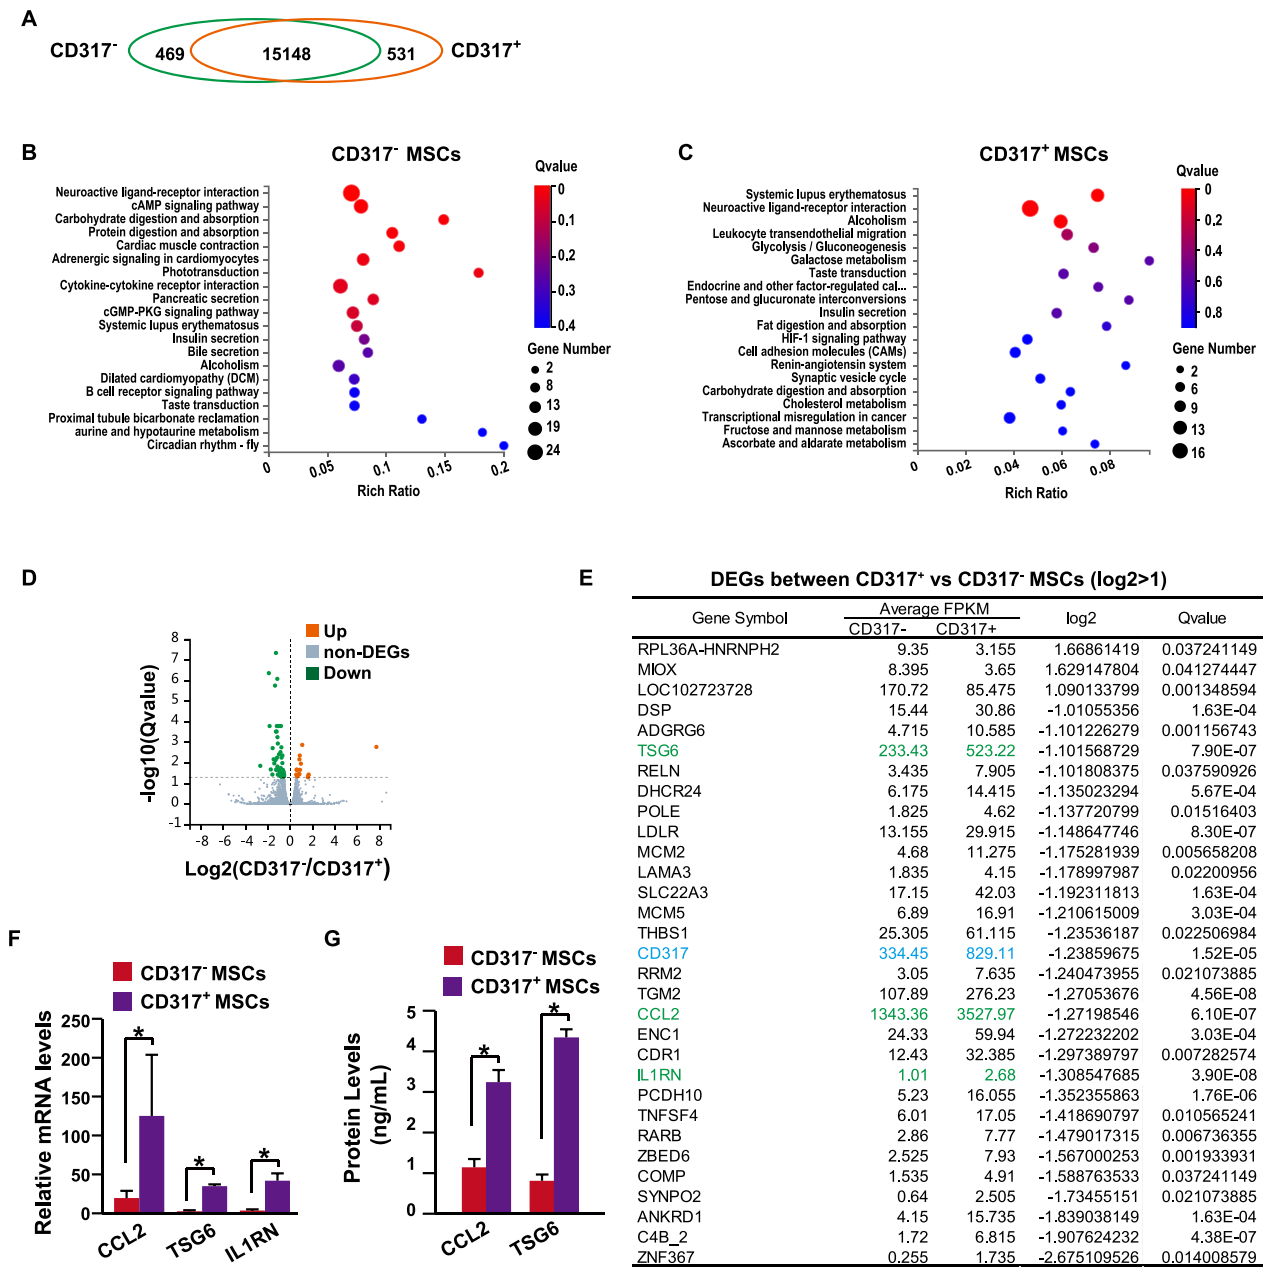 A
CD317- 469 15148 531 CD317+
B
CD317- MSCs
Neuroactive ligand-receptor interaction
cAMP signaling pathway
Carbohydrate digestion and absorption
Protein digestion and absorption
Cardiac muscle contraction
Adrenergic signaling in cardiomyocytes
Phototransduction
Cytokine-cytokine receptor interaction
Pancreatic secretion
cGMP-PKG signaling pathway
Systemic lupus erythematosus
Insulin secretion
Bile secretion
Alcoholism
Dilated cardiomyopathy (DCM)
B cell receptor signaling pathway
Taste transduction
Proximal tubule bicarbonate reclamation
aurine and hypotaurine metabolism
Circadian rhythm - fly
0 0.05 0.1 0.15 0.2
Rich Ratio
Qvalue
0
0.1
0.2
0.3
0.4
Gene Number
2
8
13
19
24
C
CD317+ MSCs
Systemic lupus erythematosus
Neuroactive ligand-receptor interaction
Alcoholism
Leukocyte transendothelial migration
Glycolysis / Gluconeogenesis
Galactose metabolism
Taste transduction
Endocrine and other factor-regulated cal...
Pentose and glucuronate interconversions
Insulin secretion
Fat digestion and absorption
HIF-1 signaling pathway
Cell adhesion molecules (CAMs)
Renin-angiotensin system
Synaptic vesicle cycle
Carbohydrate digestion and absorption
Cholesterol metabolism
Transcriptional misregulation in cancer
Fructose and mannose metabolism
Ascorbate and aldarate metabolism
0 0.02 0.04 0.06 0.08
Rich Ratio
Qvalue
0
0.2
0.4
0.6
0.8
Gene Number
2
6
9
13
16
D
Up
non-DEGs
Down
-log10(Qvalue)
8
7
6
5
4
3
2
1
0
-1
-8 -6 -4 -2 0 2 4 6 8
Log2(CD317-/CD317+)
E
DEGs between CD317+ vs CD317- MSCs (log2>1)
Gene Symbol Average FPKM log2 Qvalue
CD317- CD317+
RPL36A-HNRNPH2 9.35 3.155 1.66861419 0.037241149
MIOX 8.395 3.65 1.629147804 0.041274447
LOC102723728 170.72 85.475 1.090133799 0.001348594
DSP 15.44 30.86 -1.01055356 1.63E-04
ADGRG6 4.715 10.585 -1.101226279 0.001156743
TSG6 233.43 523.22 -1.101568729 7.90E-07
RELN 3.435 7.905 -1.101808375 0.037590926
DHCR24 6.175 14.415 -1.135023294 5.67E-04
POLE 1.825 4.62 -1.137720799 0.01516403
LDLR 13.155 29.915 -1.148647746 8.30E-07
MCM2 4.68 11.275 -1.175281939 0.005658208
LAMA3 1.835 4.15 -1.178997987 0.02200956
SLC22A3 17.15 42.03 -1.192311813 1.63E-04
MCM5 6.89 16.91 -1.210615009 3.03E-04
THBS1 25.305 61.115 -1.23536187 0.022506984
CD317 334.45 829.11 -1.23859675 1.52E-05
RRM2 3.05 7.635 -1.240473955 0.021073885
TGM2 107.89 276.23 -1.27053676 4.56E-08
CCL2 1343.36 3527.97 -1.27198546 6.10E-07
ENC1 24.33 59.94 -1.272232202 3.03E-04
CDR1 12.43 32.385 -1.297389797 0.007282574
IL1RN 1.01 2.68 -1.308547685 3.90E-08
PCDH10 5.23 16.055 -1.352355863 1.76E-06
TNFSF4 6.01 17.05 -1.418690797 0.010565241
RARB 2.86 7.77 -1.479017315 0.006736355
ZBED6 2.525 7.93 -1.567000253 0.001933931
COMP 1.535 4.91 -1.588763533 0.037241149
SYNPO2 0.64 2.505 -1.73455151 0.021073885
ANKRD1 4.15 15.735 -1.839038149 1.63E-04
C4B_2 1.72 6.815 -1.907624232 4.38E-07
ZNF367 0.255 1.735 -2.675109526 0.014008579
F
CD317- MSCs
CD317+ MSCs
Relative mRNA levels
250
200
150
100
50
0
* * *
CCL2 TSG6 IL1RN
G
CD317- MSCs
CD317+ MSCs
Protein Levels
(ng/mL)
5
4
3
2
1
0
* *
CCL2 TSG6